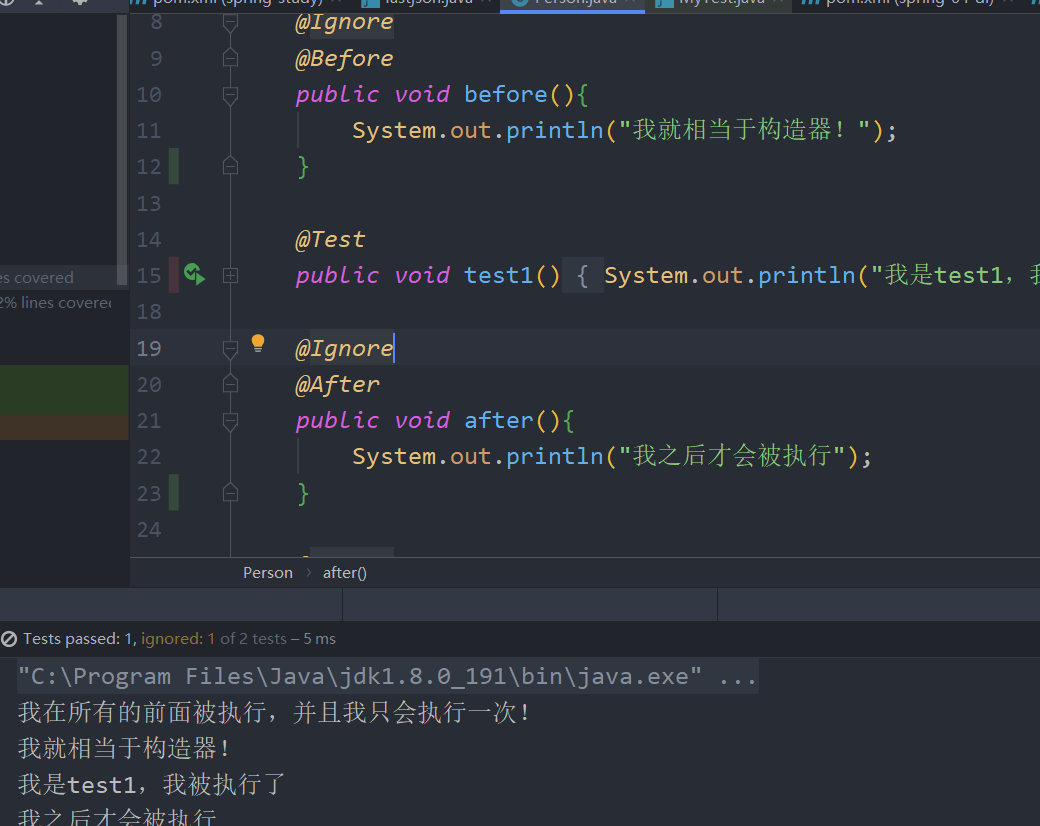 pom.xml (spring-study) fastjson.java Person.java MyTest.java pom.xml (spring-01-di)
8 @Ignore
9 @Before
10 public void before(){
11 System.out.println("我就相当于构造器！");
12 }
13
14 @Test
es covered
15 public void test1() { System.out.println("我是test1，我
2% lines covered
18
19 @Ignore
20 @After
21 public void after(){
22 System.out.println("我之后才会被执行");
23 }
24
Person › after()
Tests passed: 1, ignored: 1 of 2 tests – 5 ms
"C:\Program Files\Java\jdk1.8.0_191\bin\java.exe" ...
我在所有的前面被执行，并且我只会执行一次！
我就相当于构造器！
我是test1，我被执行了
我之后才会被执行